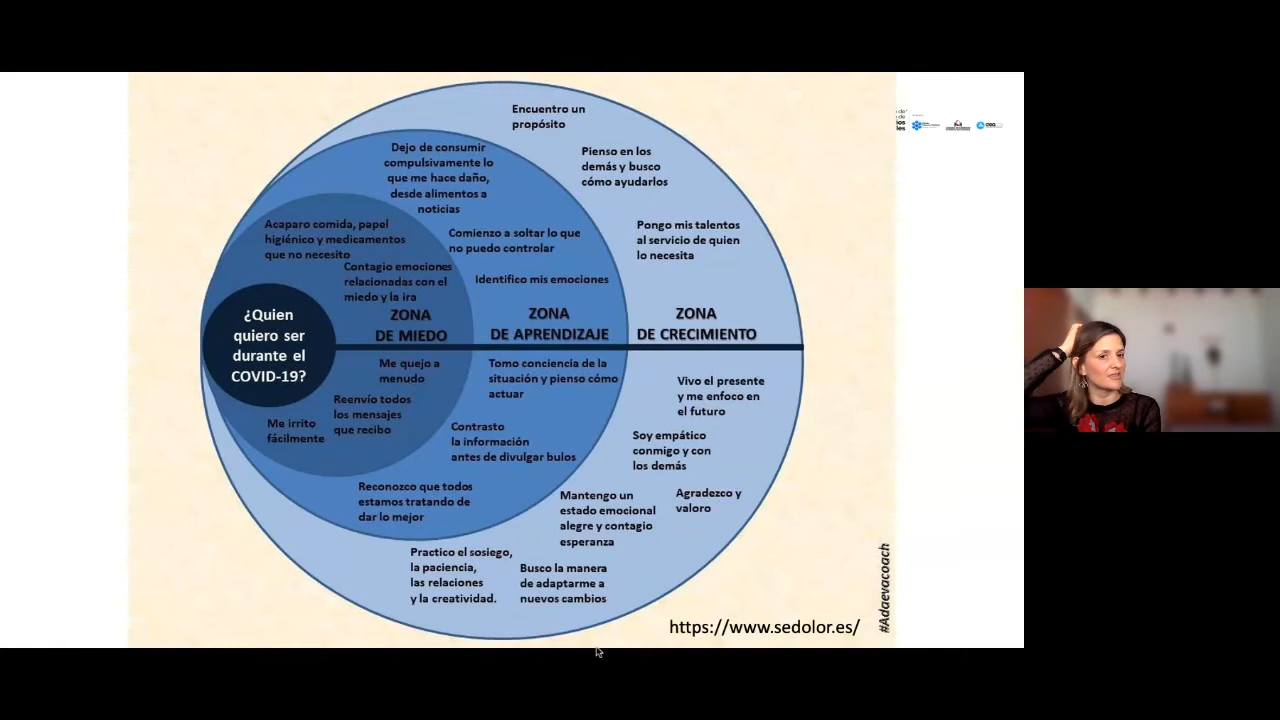 Encuentro un
propósito
Pienso en los
demás y busco
cómo ayudarlos
Pongo mis talentos
al servicio de quien
lo necesita
ZONA
DE CRECIMIENTO
Vivo el presente
y me enfoco en
el futuro
Soy empático
conmigo y con
los demás
Agradezco y
valoro
Mantengo un
estado emocional
alegre y contagio
esperanza
Busco la manera
de adaptarme a
nuevos cambios
Practico el sosiego,
la paciencia,
las relaciones
y la creatividad.
Dejo de consumir
compulsivamente lo
que me hace daño,
desde alimentos a
noticias
Comienzo a soltar lo que
no puedo controlar
Identifico mis emociones
ZONA
DE APRENDIZAJE
Tomo conciencia de la
situación y pienso cómo
actuar
Contrasto
la información
antes de divulgar bulos
Reconozco que todos
estamos tratando de
dar lo mejor
Acaparo comida, papel
higiénico y medicamentos
que no necesito
Contagio emociones
relacionadas con el
miedo y la ira
ZONA
DE MIEDO
Me quejo a
menudo
Reenvío todos
los mensajes
que recibo
Me irrito
fácilmente
¿Quien
quiero ser
durante el
COVID-19?
#Adaevacoach
https://www.sedolor.es/